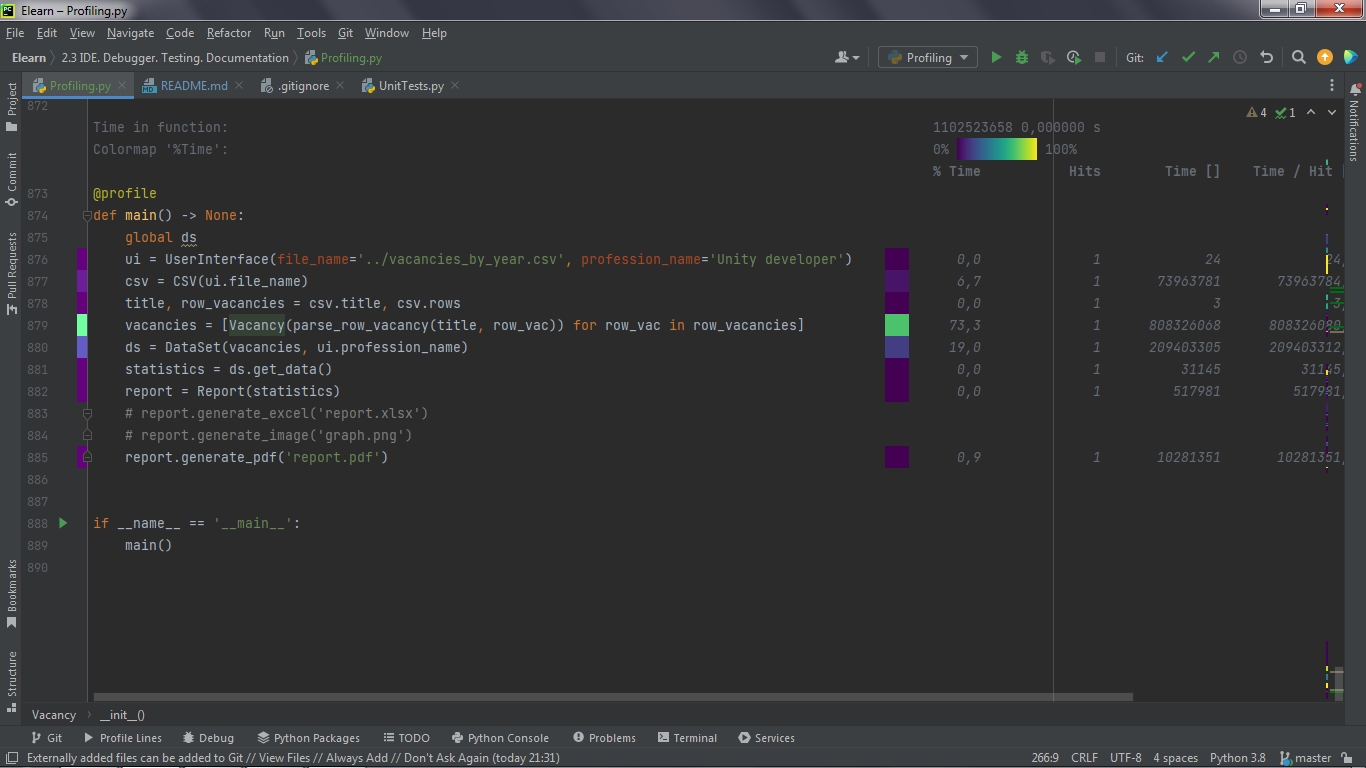 Elearn – Profiling.py
File Edit View Navigate Code Refactor Run Tools Git Window Help
Elearn 2.3 IDE. Debugger. Testing. Documentation Profiling.py Profiling Git:
Profiling.py README.md .gitignore UnitTests.py
872 4 1
Time in function: 1102523658 0,000000 s
Colormap '%Time': 0% 100%
% Time Hits Time [] Time / Hit [
873 @profile
874 def main() -> None:
875 global ds
876 ui = UserInterface(file_name='../vacancies_by_year.csv', profession_name='Unity developer') 0,0 1 24 24,
877 csv = CSV(ui.file_name) 6,7 1 73963781 73963784,
878 title, row_vacancies = csv.title, csv.rows 0,0 1 3 3,
879 vacancies = [Vacancy(parse_row_vacancy(title, row_vac)) for row_vac in row_vacancies] 73,3 1 808326068 808326080,
880 ds = DataSet(vacancies, ui.profession_name) 19,0 1 209403305 209403312,
881 statistics = ds.get_data() 0,0 1 31145 31145,
882 report = Report(statistics) 0,0 1 517981 517981,
883 # report.generate_excel('report.xlsx')
884 # report.generate_image('graph.png')
885 report.generate_pdf('report.pdf') 0,9 1 10281351 10281351,
886
887
888 if __name__ == '__main__':
889 main()
890
Project
Commit
Pull Requests
Bookmarks
Structure
Notifications
Vacancy __init__()
Git Profile Lines Debug Python Packages TODO Python Console Problems Terminal Services
Externally added files can be added to Git // View Files // Always Add // Don't Ask Again (today 21:31) 266:9 CRLF UTF-8 4 spaces Python 3.8 master